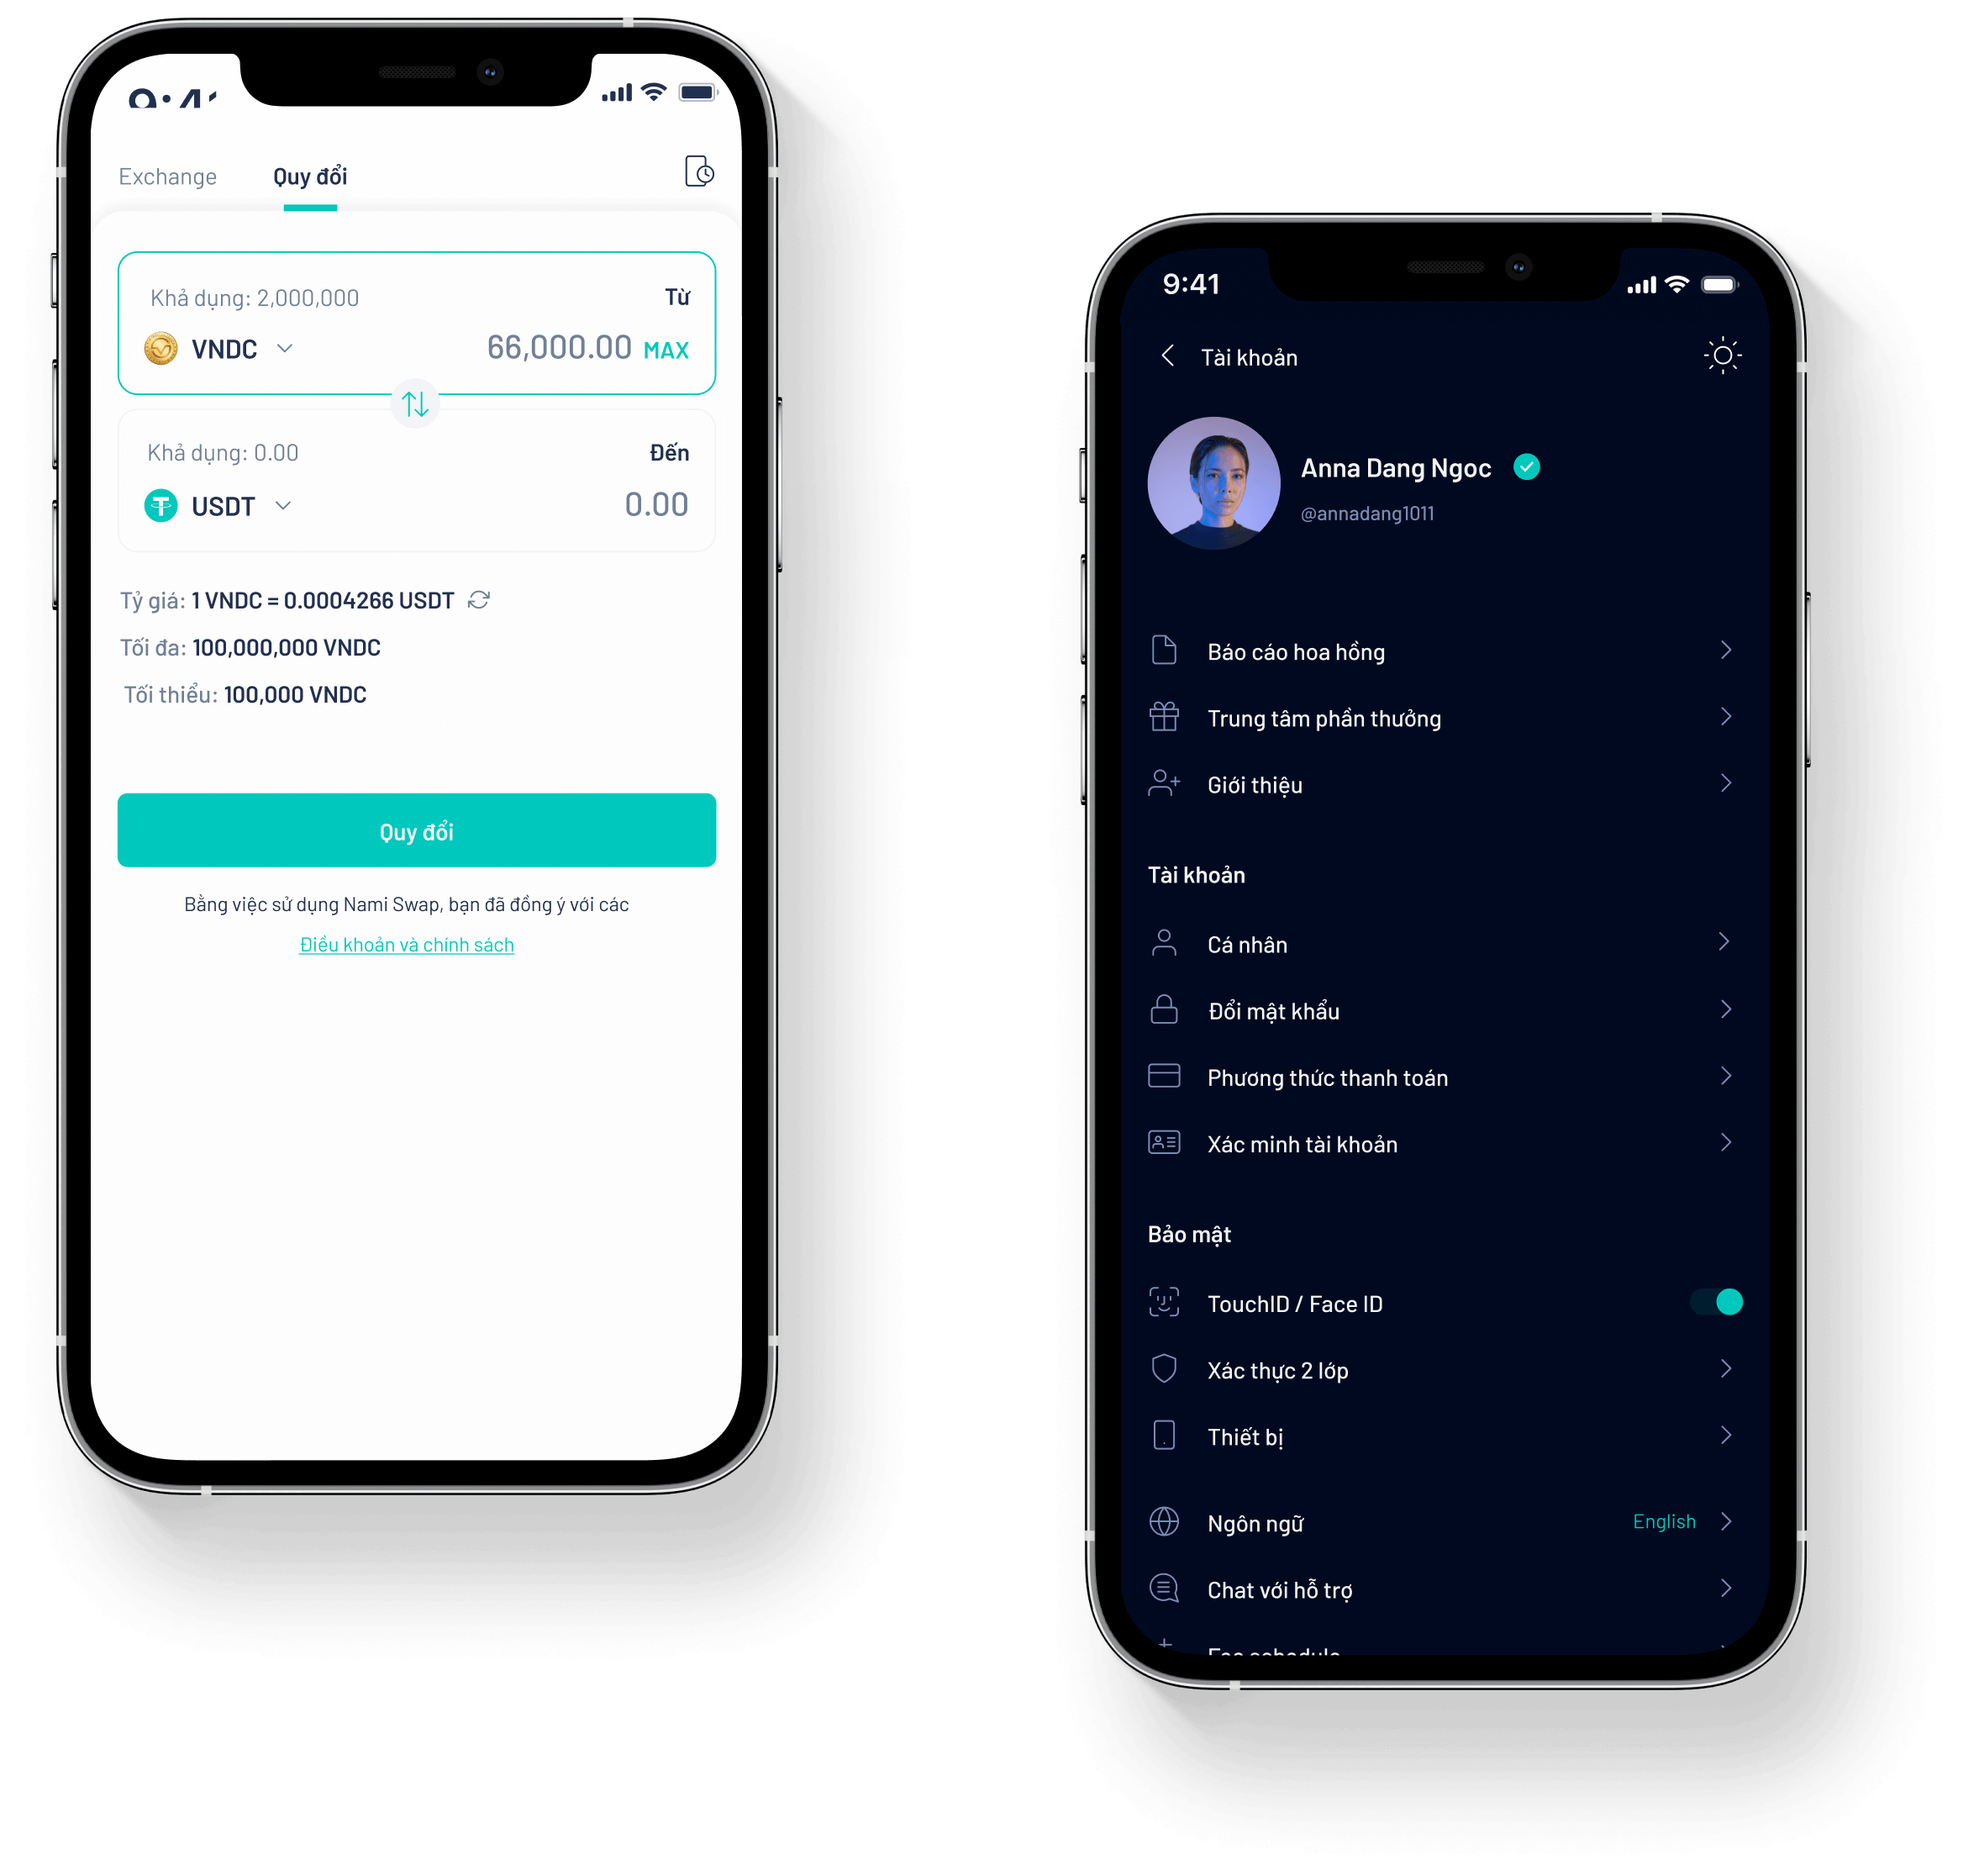 Exchange
Quy đổi
Khả dụng: 2,000,000
Từ
VNDC
66,000.00 MAX
Khả dụng: 0.00
Đến
USDT
0.00
Tỷ giá: 1 VNDC = 0.0004266 USDT
Tối đa: 100,000,000 VNDC
Tối thiểu: 100,000 VNDC
Quy đổi
Bằng việc sử dụng Nami Swap, bạn đã đồng ý với các
Điều khoản và chính sách
9:41
Tài khoản
Anna Dang Ngoc
@annadang1011
Báo cáo hoa hồng
Trung tâm phần thưởng
Giới thiệu
Tài khoản
Cá nhân
Đổi mật khẩu
Phương thức thanh toán
Xác minh tài khoản
Bảo mật
TouchID / Face ID
Xác thực 2 lớp
Thiết bị
Ngôn ngữ
English
Chat với hỗ trợ
Fee schedule